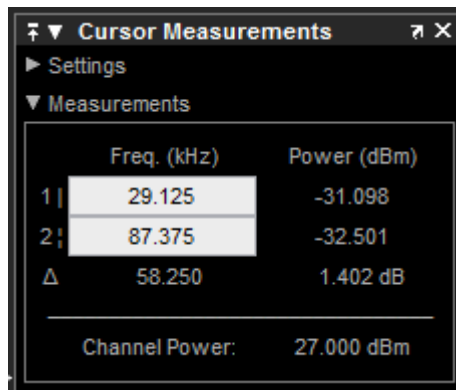 Cursor Measurements
Settings
Measurements
Freq. (kHz) Power (dBm)
1 | 29.125 -31.098
2 ¦ 87.375 -32.501
Δ 58.250 1.402 dB
Channel Power: 27.000 dBm